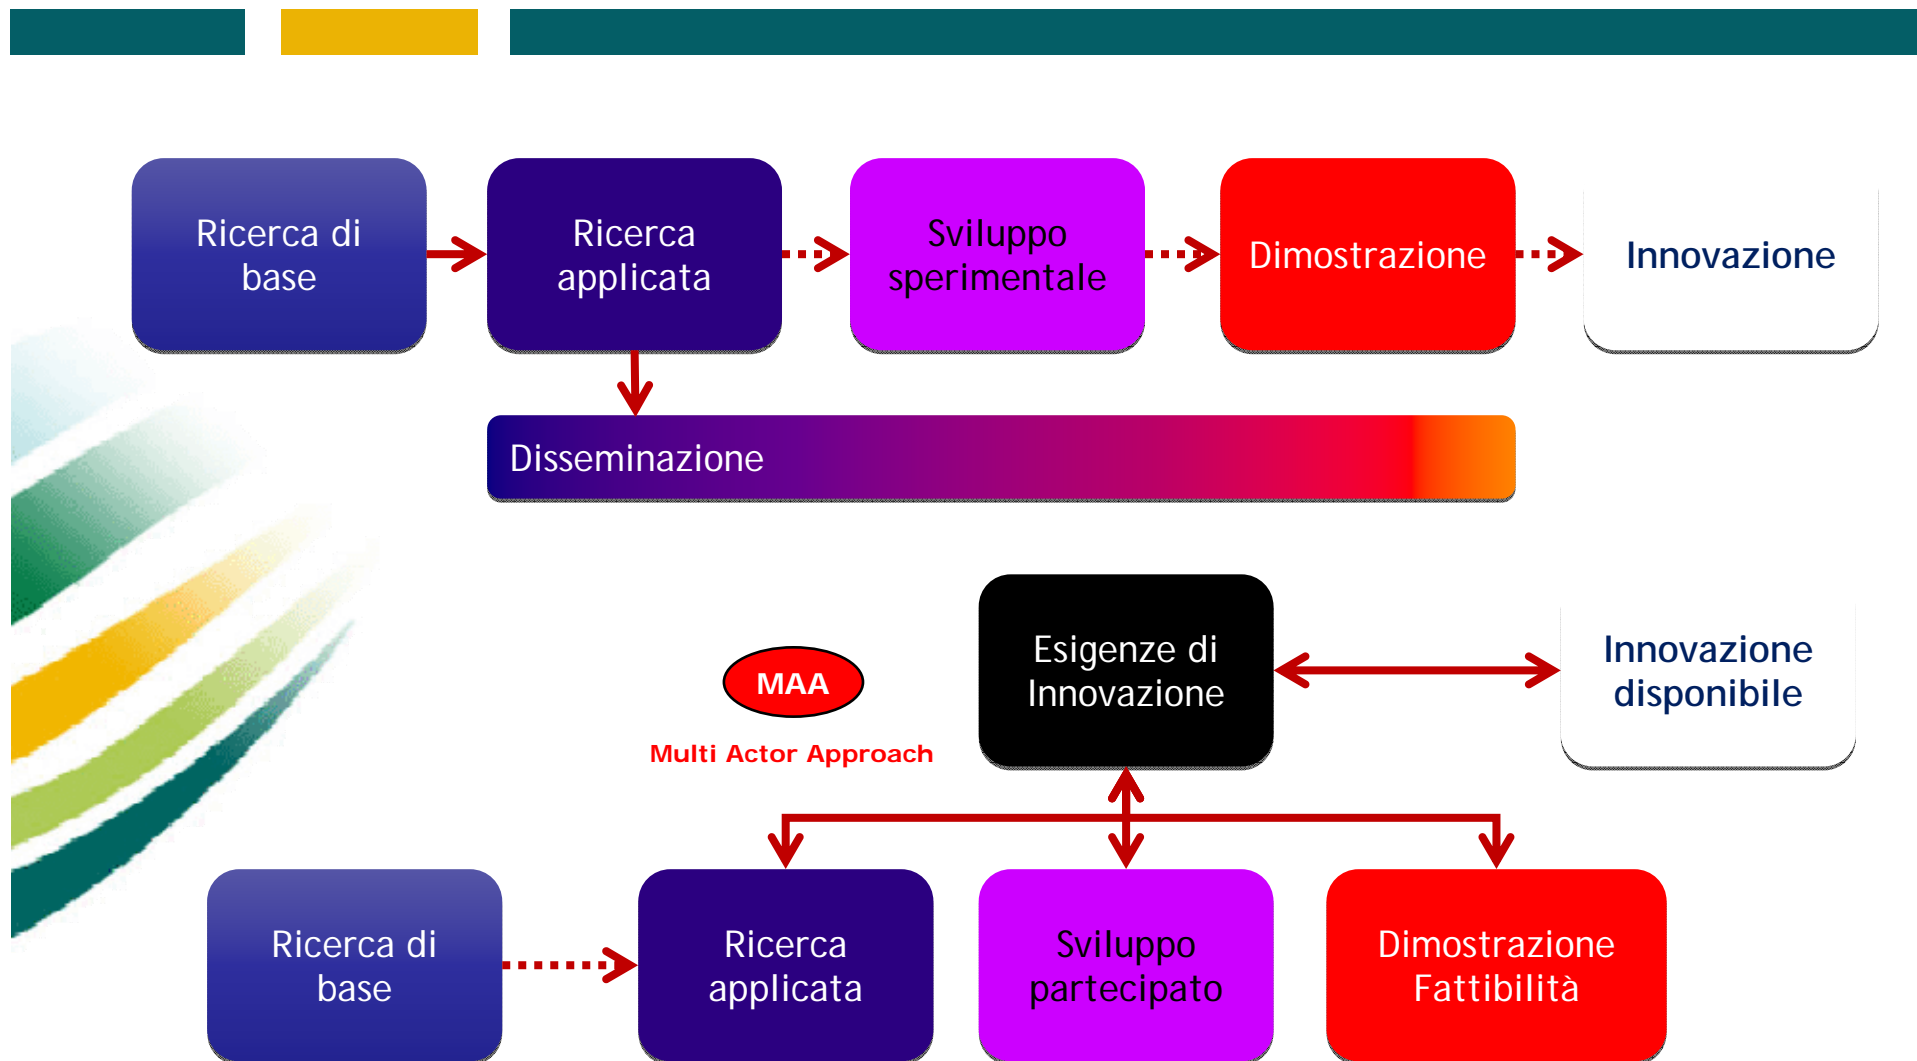 Ricerca di
base
Ricerca
applicata
Sviluppo
sperimentale
Dimostrazione
Innovazione
Disseminazione
Esigenze di
Innovazione
Innovazione
disponibile
MAA
Multi Actor Approach
Ricerca di
base
Ricerca
applicata
Sviluppo
partecipato
Dimostrazione
Fattibilità